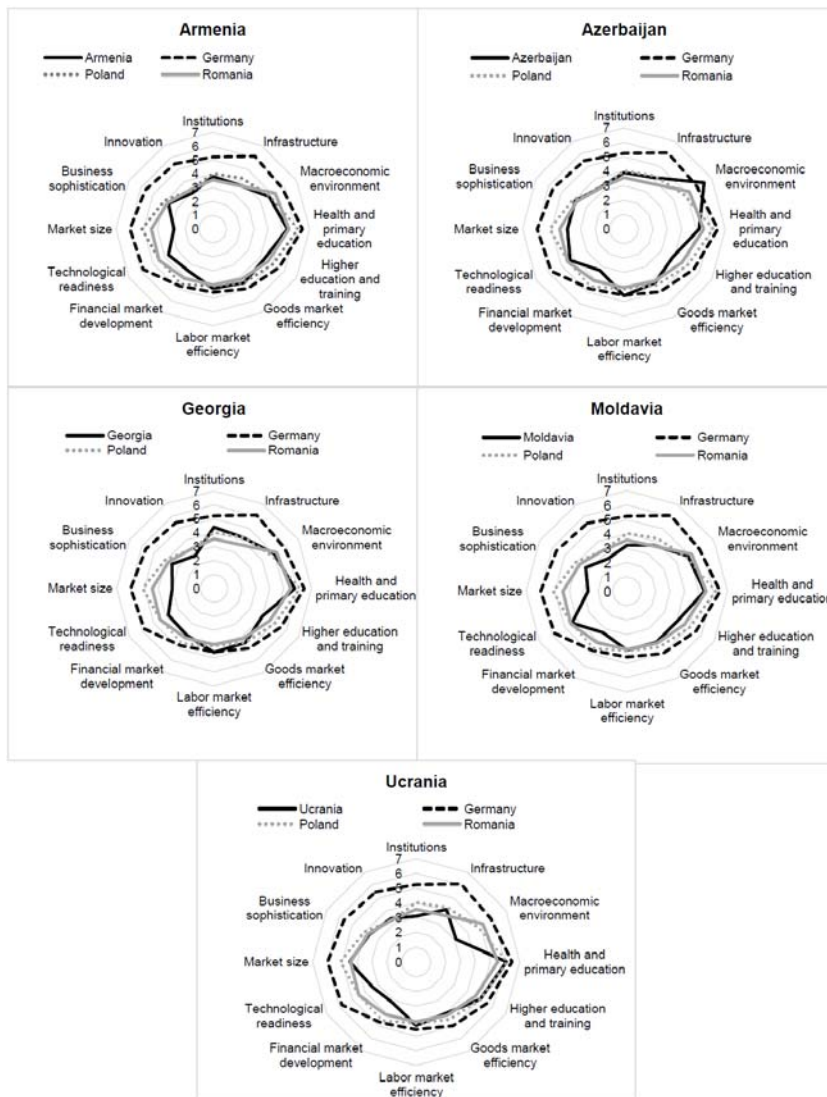 Armenia
Armenia
Germany
Poland
Romania
Institutions
Infrastructure
Macroeconomic
environment
Health and
primary
education
Higher
education and
training
Goods market
efficiency
Labor market
efficiency
Financial market
development
Technological
readiness
Market size
Business
sophistication
Innovation
7
6
5
4
3
2
1
0
Azerbaijan
Azerbaijan
Germany
Poland
Romania
Institutions
Infrastructure
Macroeconomic
environment
Health and
primary
education
Higher education
and training
Goods market
efficiency
Labor market
efficiency
Financial market
development
Technological
readiness
Market size
Business
sophistication
Innovation
7
6
5
4
3
2
1
0
Georgia
Georgia
Germany
Poland
Romania
Institutions
Infrastructure
Macroeconomic
environment
Health and
primary education
Higher education
and training
Goods market
efficiency
Labor market
efficiency
Financial market
development
Technological
readiness
Market size
Business
sophistication
Innovation
7
6
5
4
3
2
1
0
Moldavia
Moldavia
Germany
Poland
Romania
Institutions
Infrastructure
Macroeconomic
environment
Health and
primary education
Higher education
and training
Goods market
efficiency
Labor market
efficiency
Financial market
development
Technological
readiness
Market size
Business
sophistication
Innovation
7
6
5
4
3
2
1
0
Ucrania
Ucrania
Germany
Poland
Romania
Institutions
Infrastructure
Macroeconomic
environment
Health and
primary education
Higher education
and training
Goods market
efficiency
Labor market
efficiency
Financial market
development
Technological
readiness
Market size
Business
sophistication
Innovation
7
6
5
4
3
2
1
0